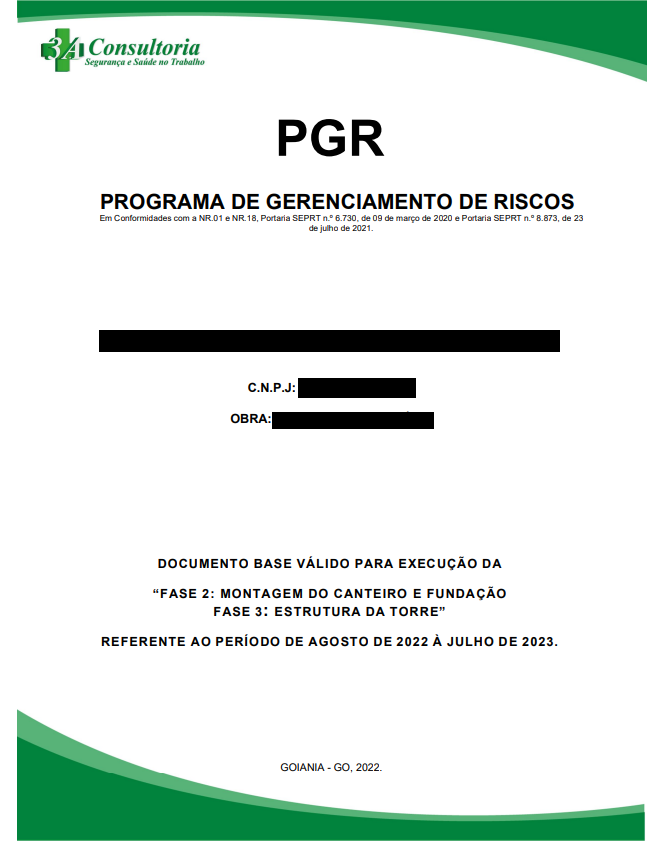 3A Consultoria
Segurança e Saúde no Trabalho
PGR
PROGRAMA DE GERENCIAMENTO DE RISCOS
Em Conformidades com a NR.01 e NR.18, Portaria SEPRT n.º 6.730, de 09 de março de 2020 e Portaria SEPRT n.º 8.873, de 23
de julho de 2021.
C.N.P.J:
OBRA:
DOCUMENTO BASE VÁLIDO PARA EXECUÇÃO DA
“FASE 2: MONTAGEM DO CANTEIRO E FUNDAÇÃO
FASE 3: ESTRUTURA DA TORRE”
REFERENTE AO PERÍODO DE AGOSTO DE 2022 À JULHO DE 2023.
GOIANIA - GO, 2022.